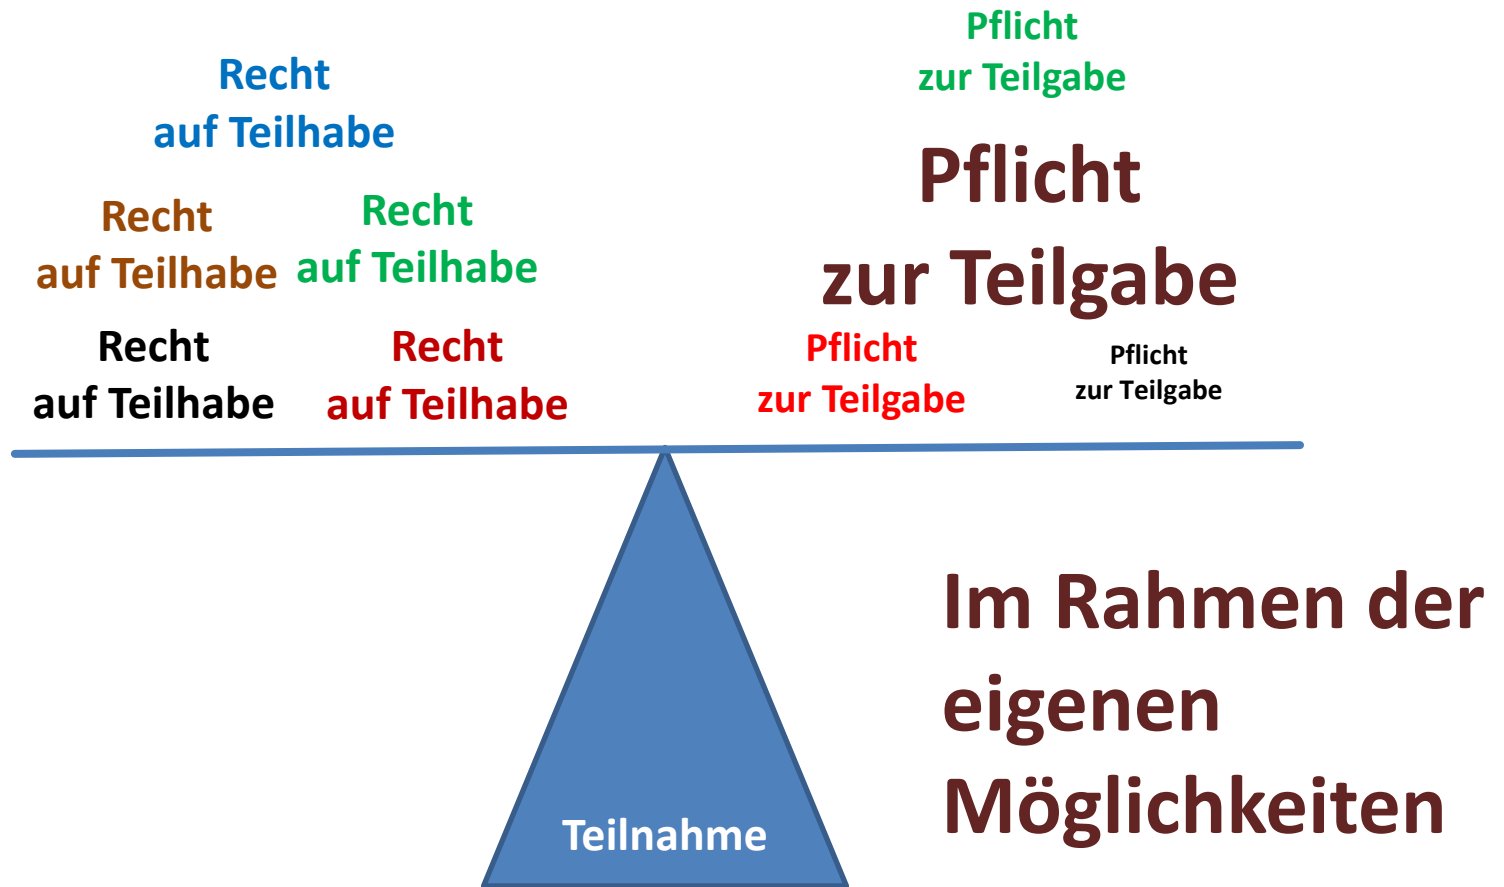 Recht
auf Teilhabe
Recht
auf Teilhabe
Recht
auf Teilhabe
Recht
auf Teilhabe
Recht
auf Teilhabe
Pflicht
zur Teilgabe
Pflicht
zur Teilgabe
Pflicht
zur Teilgabe
Pflicht
zur Teilgabe
Teilnahme
Im Rahmen der
eigenen
Möglichkeiten